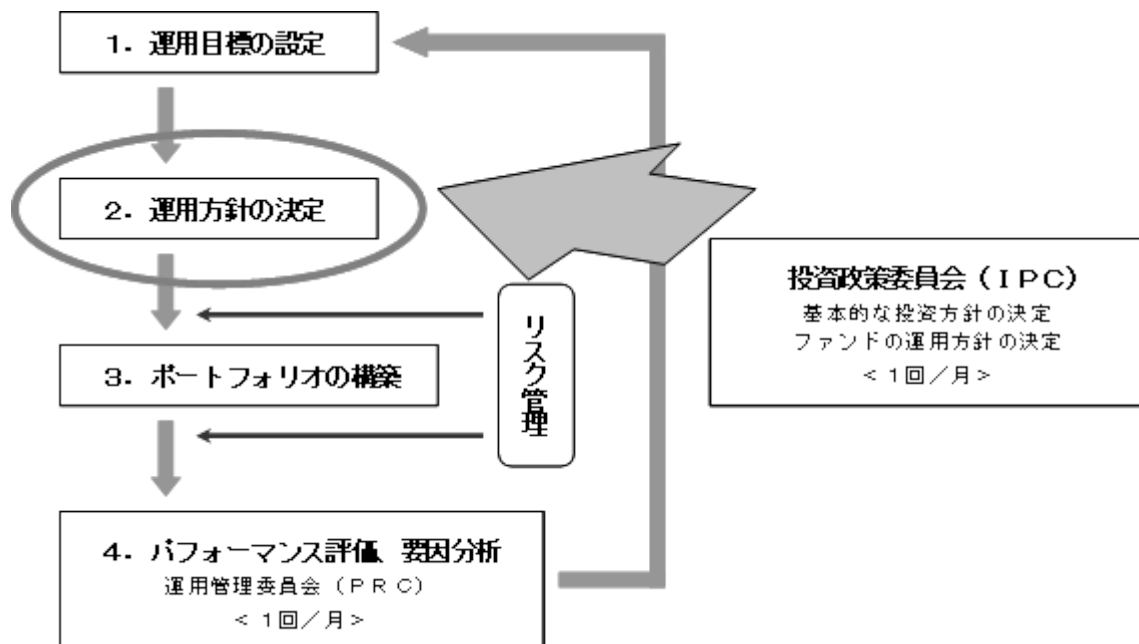 １．運用目標の設定
２．運用方針の決定
投資政策委員会（ＩＰＣ）
基本的な投資方針の決定
ファンドの運用方針の決定
＜１回／月＞
リスク管理
３．ポートフォリオの構築
４．パフォーマンス評価、要因分析
運用管理委員会（ＰＲＣ）
＜１回／月＞